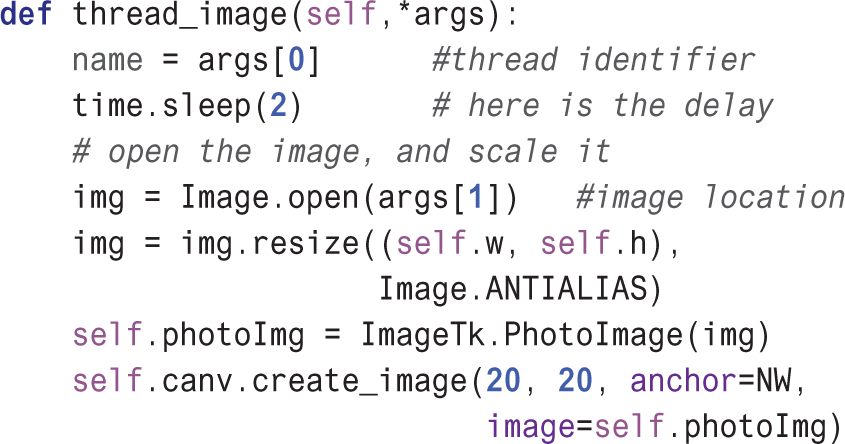 def thread_image(self,*args):
    name = args[0]      #thread identifier
    time.sleep(2)       # here is the delay
    # open the image, and scale it
    img = Image.open(args[1])   #image location
    img = img.resize((self.w, self.h),
                     Image.ANTIALIAS)
    self.photoImg = ImageTk.PhotoImage(img)
    self.canv.create_image(20, 20, anchor=NW,
                           image=self.photoImg)